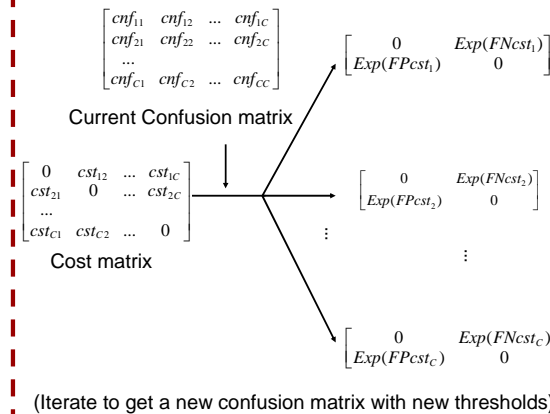 cnf11 cnf12 ... cnf1C
cnf21 cnf22 ... cnf2C
...
cnfC1 cnfC2 ... cnfCC
Current Confusion matrix
0 cst12 ... cst1C
cst21 0 ... cst2C
...
cstC1 cstC2 ... 0
Cost matrix
0 Exp(FNcst1)
Exp(FPcst1) 0
0 Exp(FNcst2)
Exp(FPcst2) 0
⋮
⋮
0 Exp(FNcstC)
Exp(FPcstC) 0
(Iterate to get a new confusion matrix with new thresholds)